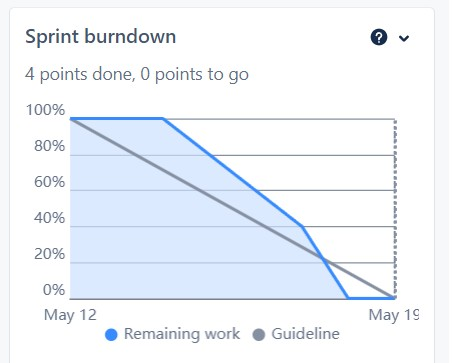 Sprint burndown
4 points done, 0 points to go
100%
80%
60%
40%
20%
0%
May 12 May 19
Remaining work Guideline